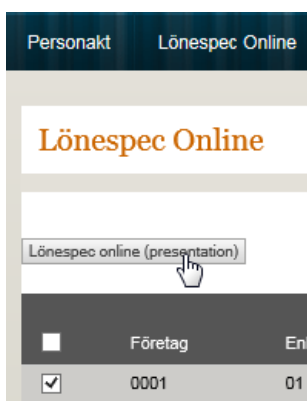 Personakt Lönespec Online
Lönespec Online
Lönespec online (presentation)
Företag
0001 01